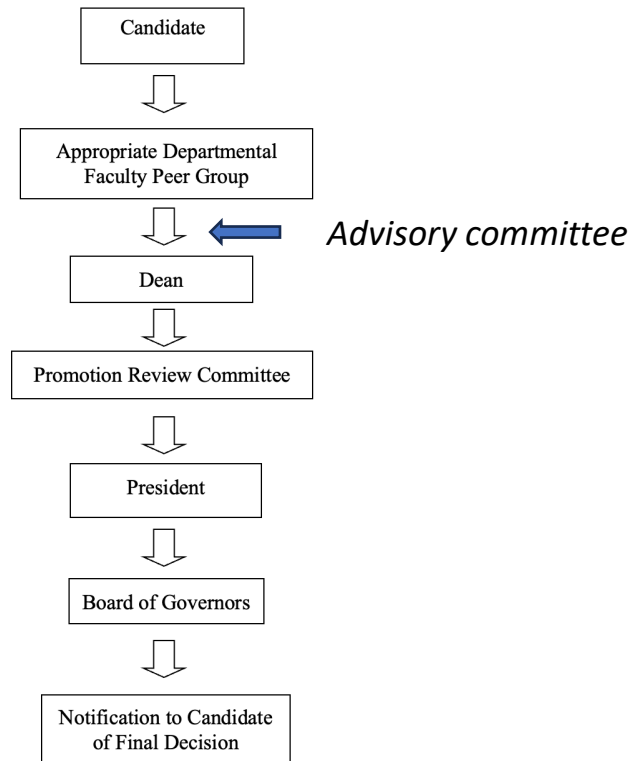 Candidate
Appropriate Departmental
Faculty Peer Group
Advisory committee
Dean
Promotion Review Committee
President
Board of Governors
Notification to Candidate
of Final Decision